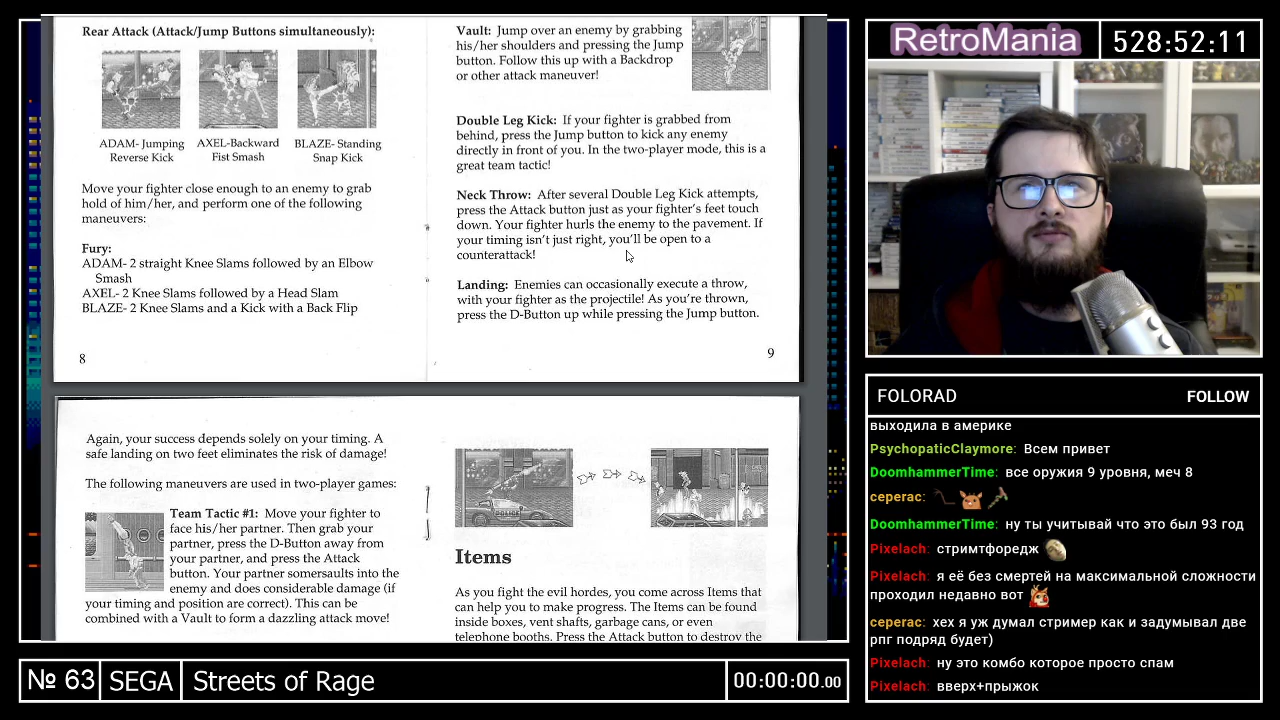 Rear Attack (Attack/Jump Buttons simultaneously):
ADAM- Jumping
Reverse Kick
AXEL-Backward
Fist Smash
BLAZE- Standing
Snap Kick
Move your fighter close enough to an enemy to grab
hold of him/her, and perform one of the following
maneuvers:
Fury:
ADAM- 2 straight Knee Slams followed by an Elbow
Smash
AXEL- 2 Knee Slams followed by a Head Slam
BLAZE- 2 Knee Slams and a Kick with a Back Flip
8
Vault: Jump over an enemy by grabbing
his/her shoulders and pressing the Jump
button. Follow this up with a Backdrop
or other attack maneuver!
Double Leg Kick: If your fighter is grabbed from
behind, press the Jump button to kick any enemy
directly in front of you. In the two-player mode, this is a
great team tactic!
Neck Throw: After several Double Leg Kick attempts,
press the Attack button just as your fighter's feet touch
down. Your fighter hurls the enemy to the pavement. If
your timing isn't just right, you'll be open to a
counterattack!
Landing: Enemies can occasionally execute a throw,
with your fighter as the projectile! As you're thrown,
press the D-Button up while pressing the Jump button.
9
Again, your success depends solely on your timing. A
safe landing on two feet eliminates the risk of damage!
The following maneuvers are used in two-player games:
Team Tactic #1: Move your fighter to
face his/her partner. Then grab your
partner, press the D-Button away from
your partner, and press the Attack
button. Your partner somersaults into the
enemy and does considerable damage (if
your timing and position are correct). This can be
combined with a Vault to form a dazzling attack move!
Items
As you fight the evil hordes, you come across Items that
can help you to make progress. The Items can be found
inside boxes, vent shafts, garbage cans, or even
telephone booths. Press the Attack button to destroy the
RetroMania
528:52:11
FOLORAD
FOLLOW
выходила в америке
PsychopaticClaymore: Всем привет
DoomhammerTime: все оружия 9 уровня, меч 8
ceperac:
DoomhammerTime: ну ты учитывай что это был 93 год
Pixelach: стримтфоредж
Pixelach: я её без смертей на максимальной сложности
проходил недавно вот
ceperac: хех я уж думал стример как и задумывал две
рпг подряд будет)
Pixelach: ну это комбо которое просто спам
Pixelach: вверх+прыжок
№ 63
SEGA
Streets of Rage
00:00:00.00